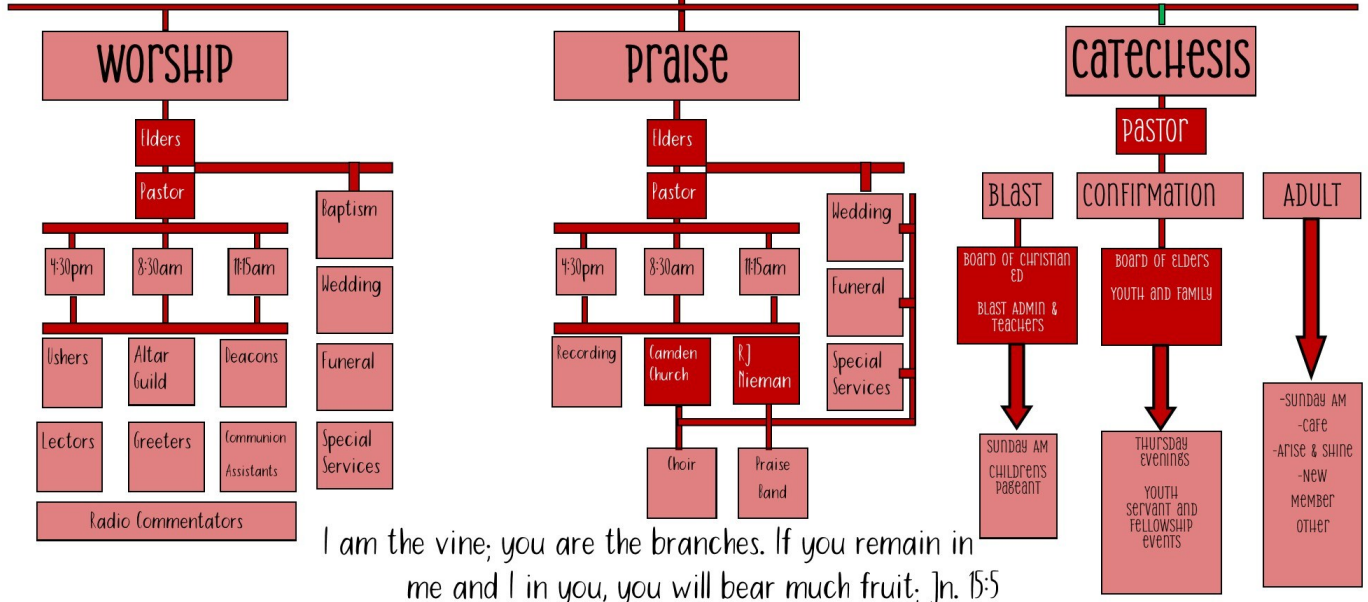 WORSHIP
Elders
Pastor
Baptism
4:30pm
8:30am
11:15am
Wedding
Ushers
Altar
Guild
Deacons
Funeral
Lectors
Greeters
Communion
Assistants
Special
Services
Radio Commentators
PRAISE
Elders
Pastor
Wedding
4:30pm
8:30am
11:15am
Funeral
Recording
Camden
Church
RJ
Nieman
Special
Services
Choir
Praise
Band
CATECHESIS
PASTOR
BLAST
CONFIRMATION
ADULT
BOARD OF CHRISTIAN
ED
BLAST ADMIN &
TEACHERS
BOARD OF ELDERS
YOUTH AND FAMILY
SUNDAY AM
CHILDREN'S
PAGEANT
THURSDAY
EVENINGS
YOUTH
SERVANT AND
FELLOWSHIP
EVENTS
-SUNDAY AM
-CAFE
-ARISE & SHINE
-NEW
MEMBER
OTHER
I am the vine; you are the branches. If you remain in
me and I in you, you will bear much fruit; Jn. 15:5